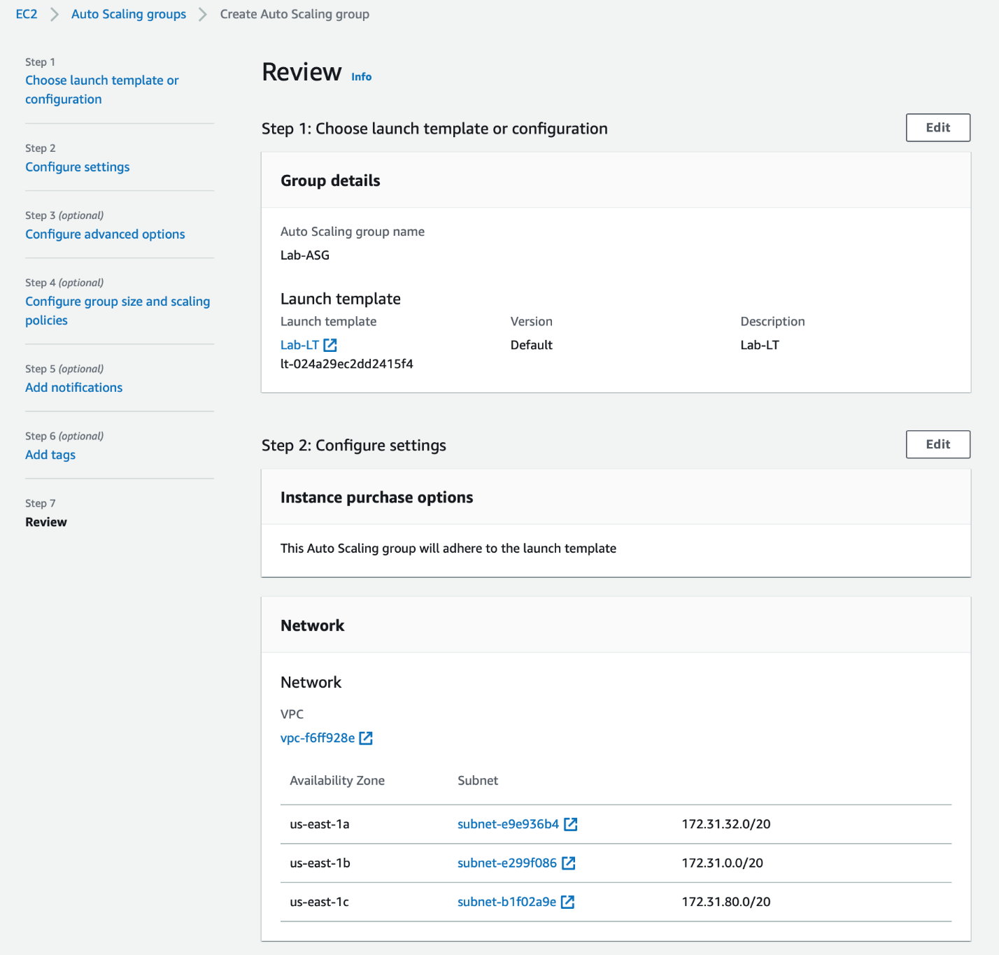 EC2 > Auto Scaling groups > Create Auto Scaling group
Step 1
Choose launch template or
configuration
Step 2
Configure settings
Step 3 (optional)
Configure advanced options
Step 4 (optional)
Configure group size and scaling
policies
Step 5 (optional)
Add notifications
Step 6 (optional)
Add tags
Step 7
Review
Review Info
Step 1: Choose launch template or configuration
Edit
Group details
Auto Scaling group name
Lab-ASG
Launch template
Launch template Version Description
Lab-LT Default Lab-LT
lt-024a29ec2dd2415f4
Step 2: Configure settings
Edit
Instance purchase options
This Auto Scaling group will adhere to the launch template
Network
Network
VPC
vpc-f6ff928e
Availability Zone Subnet
us-east-1a subnet-e9e936b4 172.31.32.0/20
us-east-1b subnet-e299f086 172.31.0.0/20
us-east-1c subnet-b1f02a9e 172.31.80.0/20